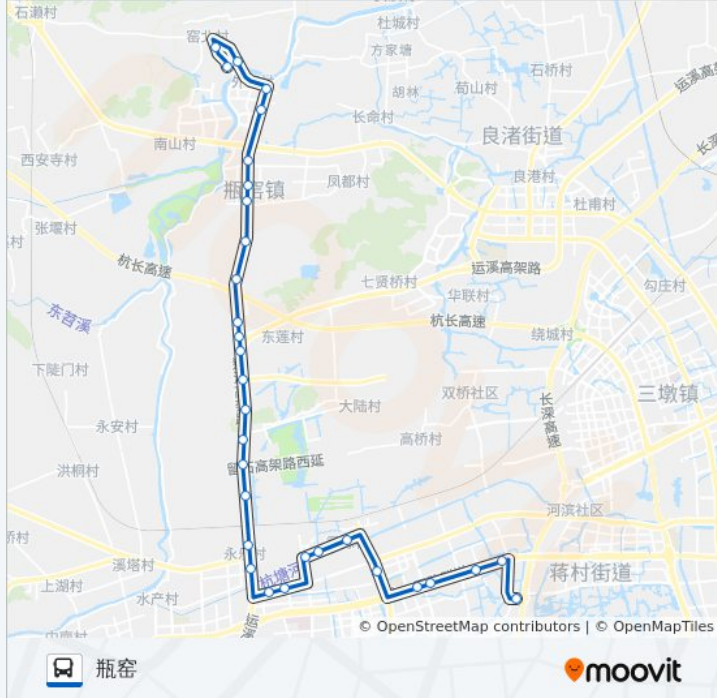 石濑村
窑北村
杜城村
方家塘
石桥村
运溪高
胡林
荀山村
长命村
良渚街道
南山村
西安寺村
凤都村
良港村
瓶窑镇
杜甫村
张堰村
杭长高速
七贤桥村
运溪高架路
勾庄村
华联村
东苕溪
杭长高速
绕城村
东莲村
下陡门村
双桥社区
三墩镇
长深高速
大陆村
永安村
高桥村
留石高架路西延
洪桐村
河滨社区
桥村
溪塔村
杭塘河
蒋村街道
上湖村
水产村
© OpenStreetMap contributors | © OpenMapTiles
瓶窑
moovit